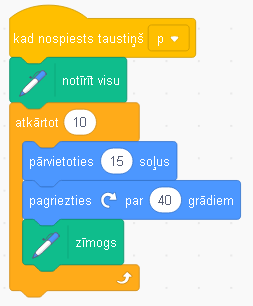 kad nospiests taustiņš p
notīrīt visu
atkārtot 10
pārvietoties 15 soļus
pagriezties par 40 grādiem
zīmogs